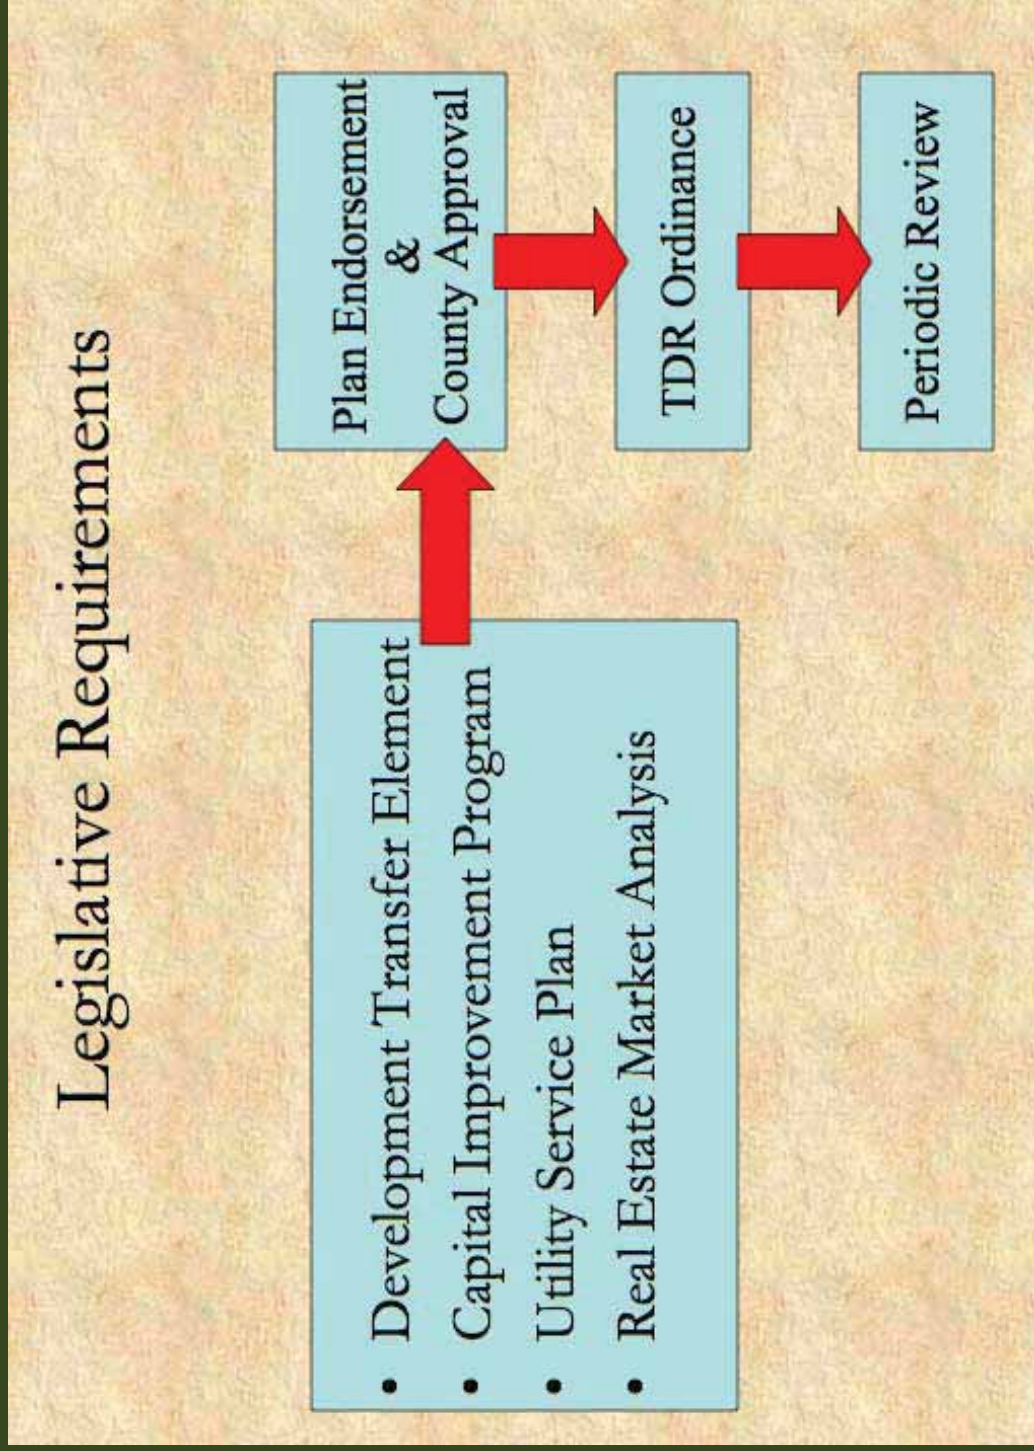 Legislative Requirements
• Development Transfer Element
• Capital Improvement Program
• Utility Service Plan
• Real Estate Market Analysis
Plan Endorsement
&
County Approval
TDR Ordinance
Periodic Review